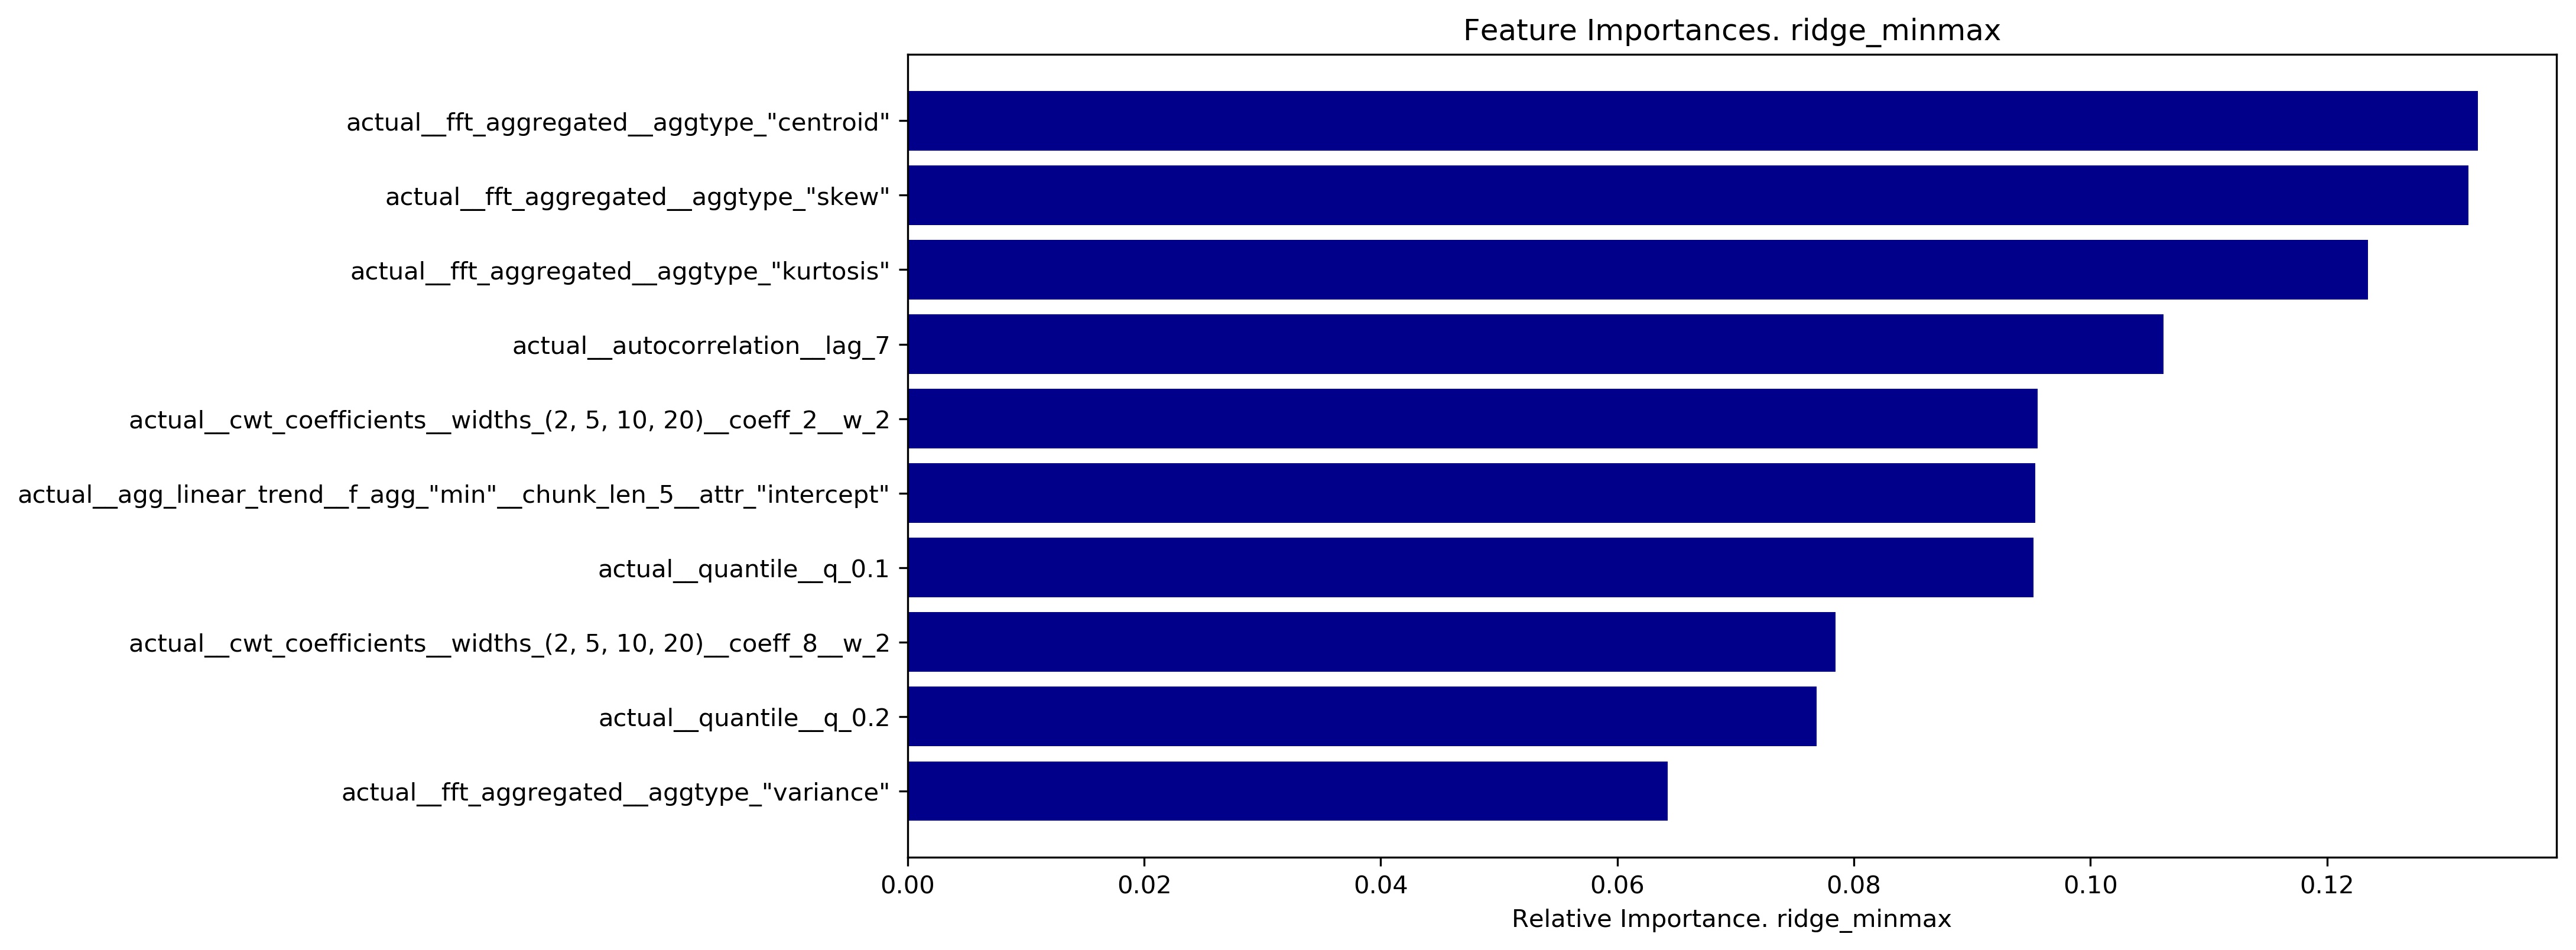 Feature Importances. ridge_minmax
actual__fft_aggregated__aggtype_"centroid"
actual__fft_aggregated__aggtype_"skew"
actual__fft_aggregated__aggtype_"kurtosis"
actual__autocorrelation__lag_7
actual__cwt_coefficients__widths_(2, 5, 10, 20)__coeff_2__w_2
actual__agg_linear_trend__f_agg_"min"__chunk_len_5__attr_"intercept"
actual__quantile__q_0.1
actual__cwt_coefficients__widths_(2, 5, 10, 20)__coeff_8__w_2
actual__quantile__q_0.2
actual__fft_aggregated__aggtype_"variance"
0.00 0.02 0.04 0.06 0.08 0.10 0.12
Relative Importance. ridge_minmax